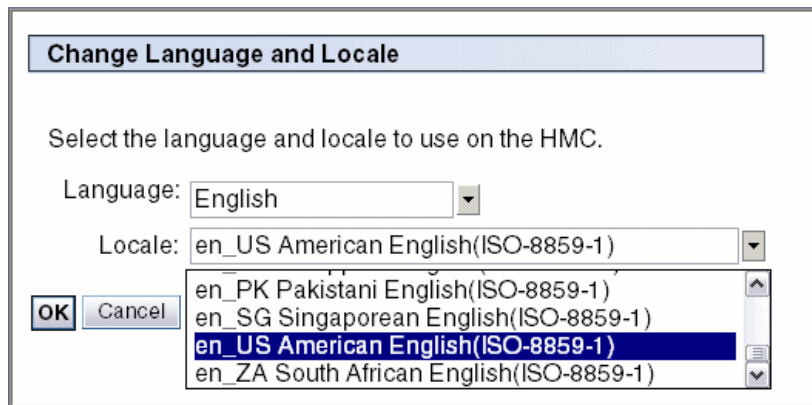 Change Language and Locale
Select the language and locale to use on the HMC.
Language: English
Locale: en_US American English(ISO-8859-1)
en_PK Pakistani English(ISO-8859-1)
en_SG Singaporean English(ISO-8859-1)
en_US American English(ISO-8859-1)
en_ZA South African English(ISO-8859-1)
OK Cancel